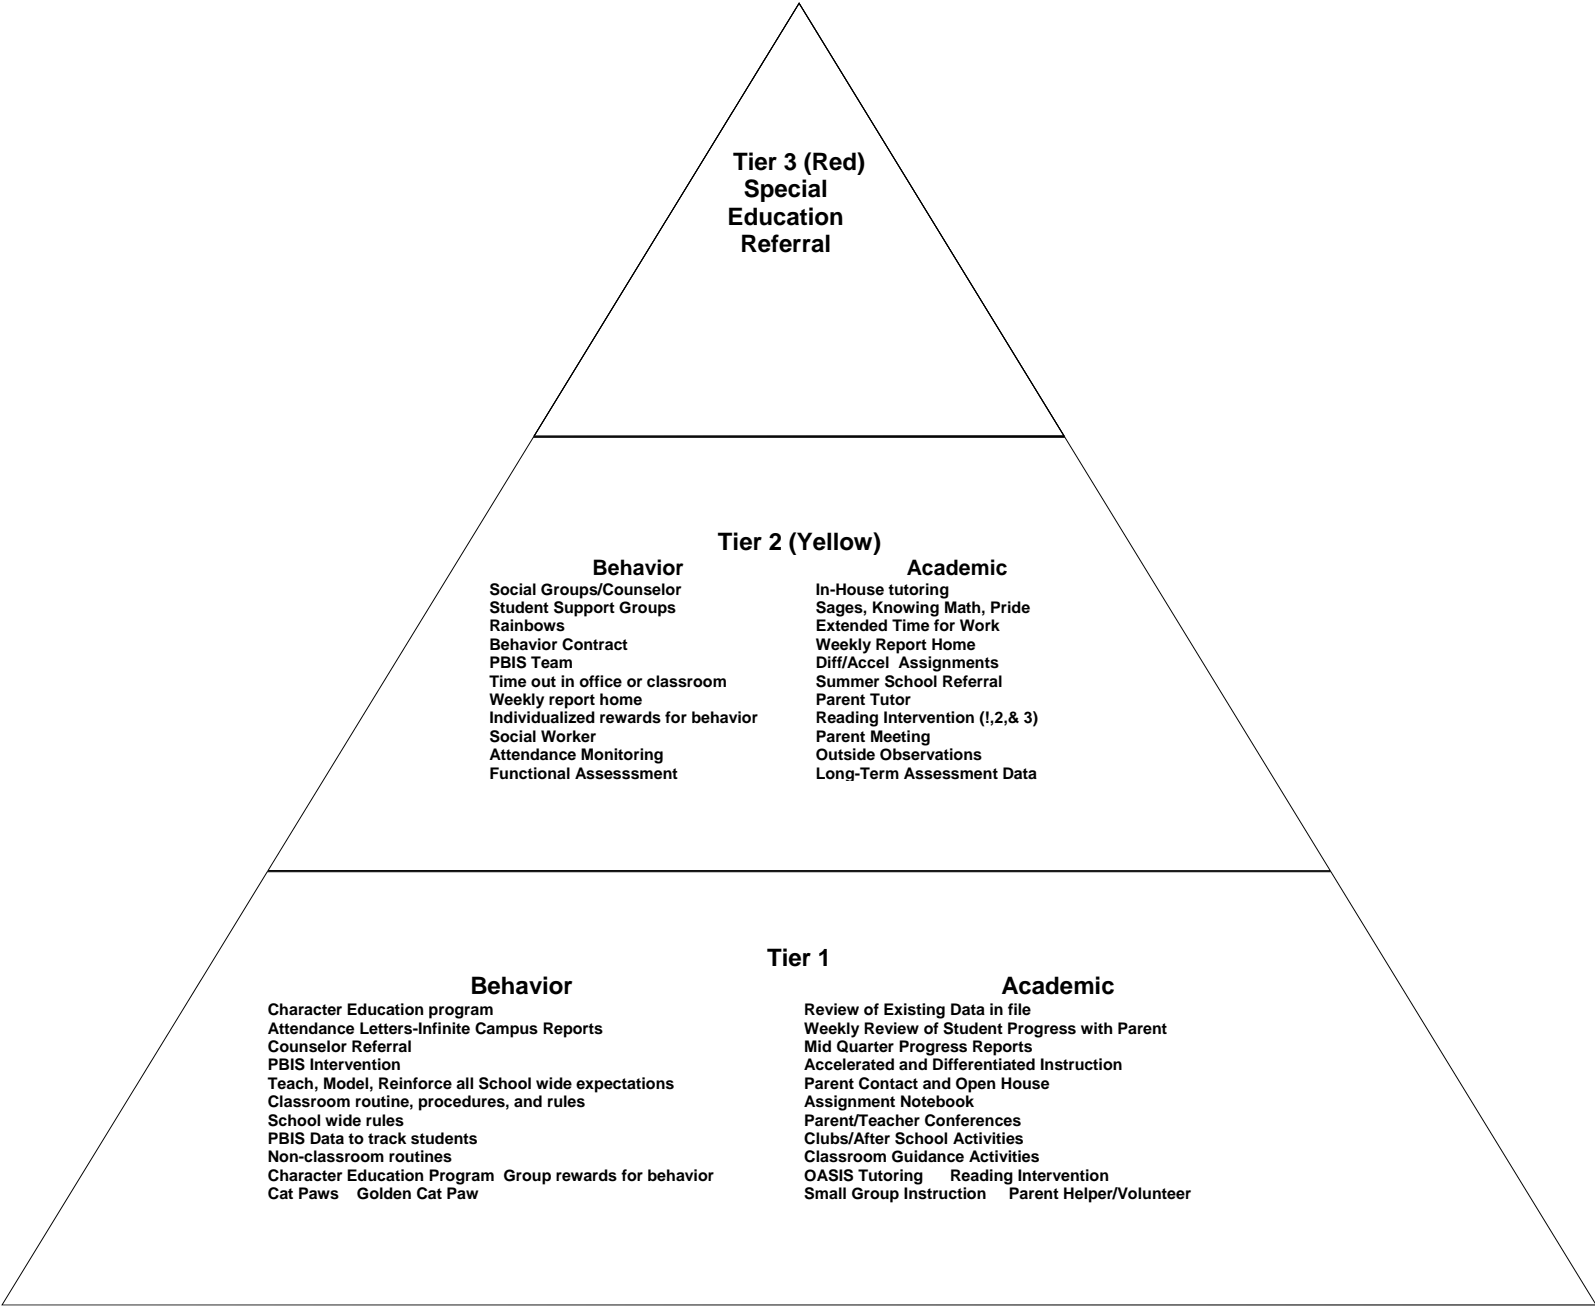 Tier 3 (Red)
Special
Education
Referral
Tier 2 (Yellow)
Behavior
Social Groups/Counselor
Student Support Groups
Rainbows
Behavior Contract
PBIS Team
Time out in office or classroom
Weekly report home
Individualized rewards for behavior
Social Worker
Attendance Monitoring
Functional Assesssment
Academic
In-House tutoring
Sages, Knowing Math, Pride
Extended Time for Work
Weekly Report Home
Diff/Accel Assignments
Summer School Referral
Parent Tutor
Reading Intervention (!,2,& 3)
Parent Meeting
Outside Observations
Long-Term Assessment Data
Tier 1
Behavior
Character Education program
Attendance Letters-Infinite Campus Reports
Counselor Referral
PBIS Intervention
Teach, Model, Reinforce all School wide expectations
Classroom routine, procedures, and rules
School wide rules
PBIS Data to track students
Non-classroom routines
Character Education Program Group rewards for behavior
Cat Paws Golden Cat Paw
Academic
Review of Existing Data in file
Weekly Review of Student Progress with Parent
Mid Quarter Progress Reports
Accelerated and Differentiated Instruction
Parent Contact and Open House
Assignment Notebook
Parent/Teacher Conferences
Clubs/After School Activities
Classroom Guidance Activities
OASIS Tutoring Reading Intervention
Small Group Instruction Parent Helper/Volunteer